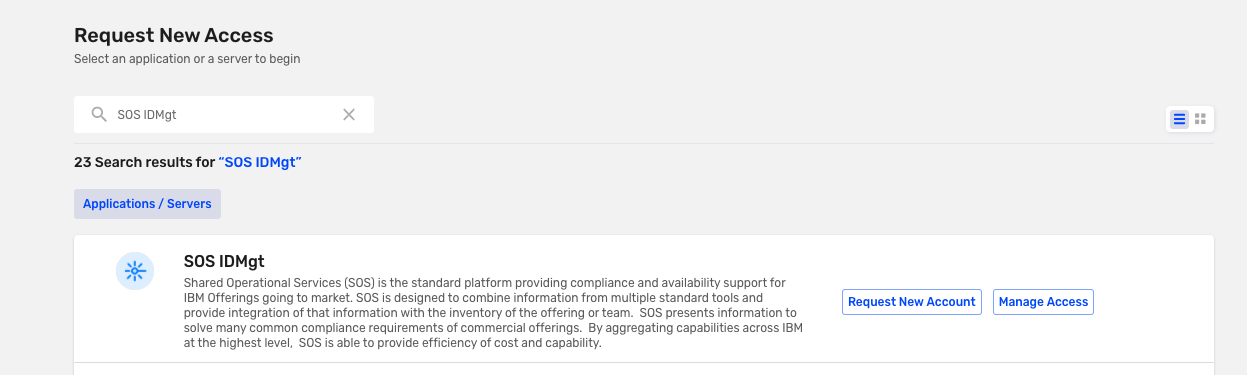 Request New Access
Select an application or a server to begin
SOS IDMgt
23 Search results for “SOS IDMgt”
Applications / Servers
SOS IDMgt
Shared Operational Services (SOS) is the standard platform providing compliance and availability support for
IBM Offerings going to market. SOS is designed to combine information from multiple standard tools and
provide integration of that information with the inventory of the offering or team.  SOS presents information to
solve many common compliance requirements of commercial offerings.  By aggregating capabilities across IBM
at the highest level,  SOS is able to provide efficiency of cost and capability.
Request New Account
Manage Access